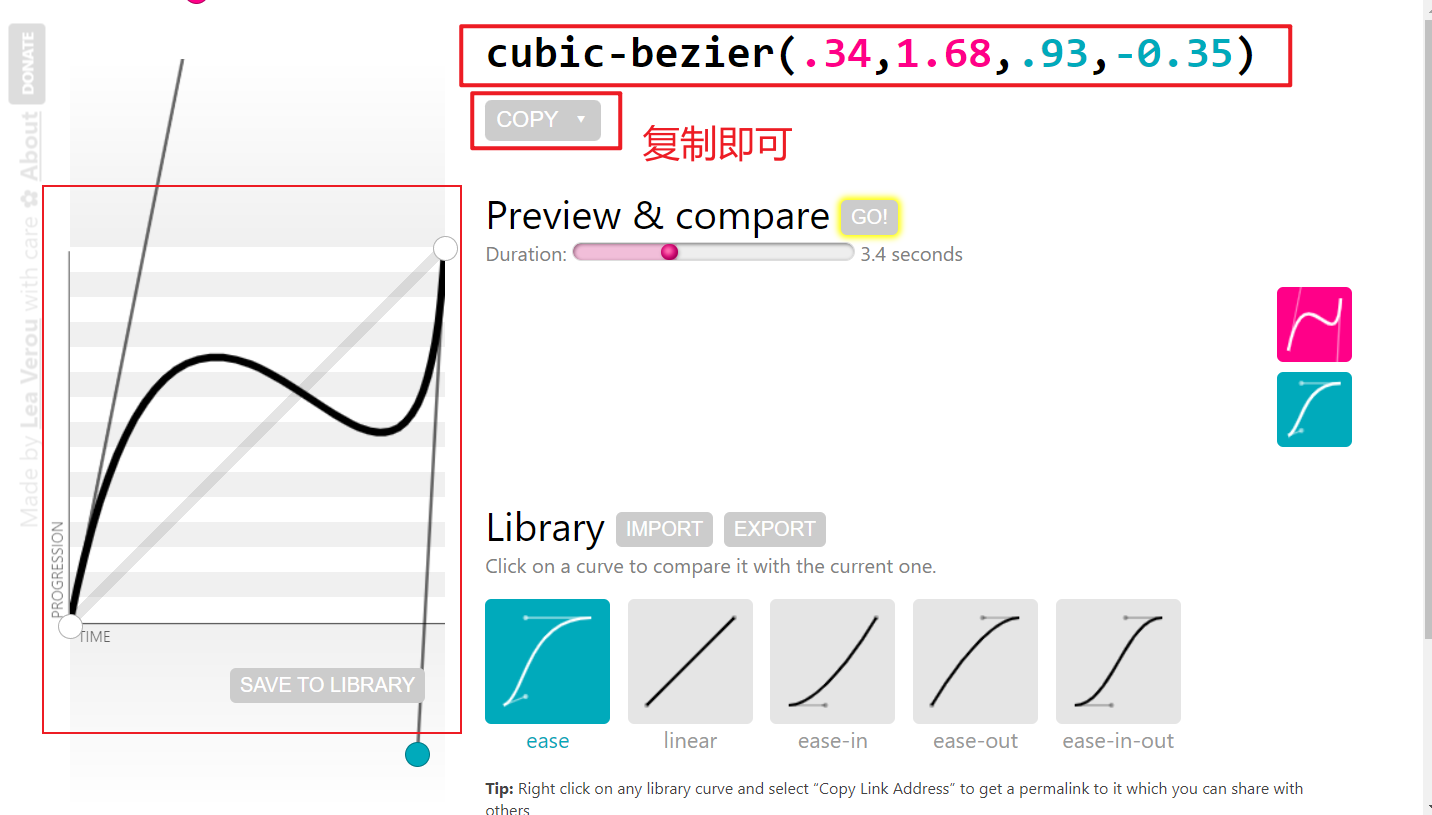 DONATE
Made by Lea Verou with care ✿ About
cubic-bezier(.34,1.68,.93,-0.35)
COPY ▼
复制即可
Preview & compare GO!
Duration: 3.4 seconds
PROGRESSION
TIME
SAVE TO LIBRARY
Library IMPORT EXPORT
Click on a curve to compare it with the current one.
ease linear ease-in ease-out ease-in-out
Tip: Right click on any library curve and select “Copy Link Address” to get a permalink to it which you can share with
others